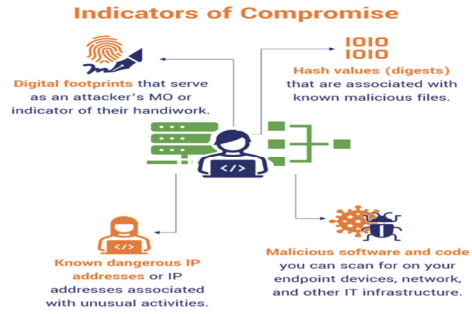 Indicators of Compromise
Digital footprints that serve
as an attacker's MO or
indicator of their handiwork.
1010
1010
Hash values (digests)
that are associated with
known malicious files.
</>
Known dangerous IP
addresses or IP
addresses associated
with unusual activities.
</>
Malicious software and code
you can scan for on your
endpoint devices, network,
and other IT infrastructure.